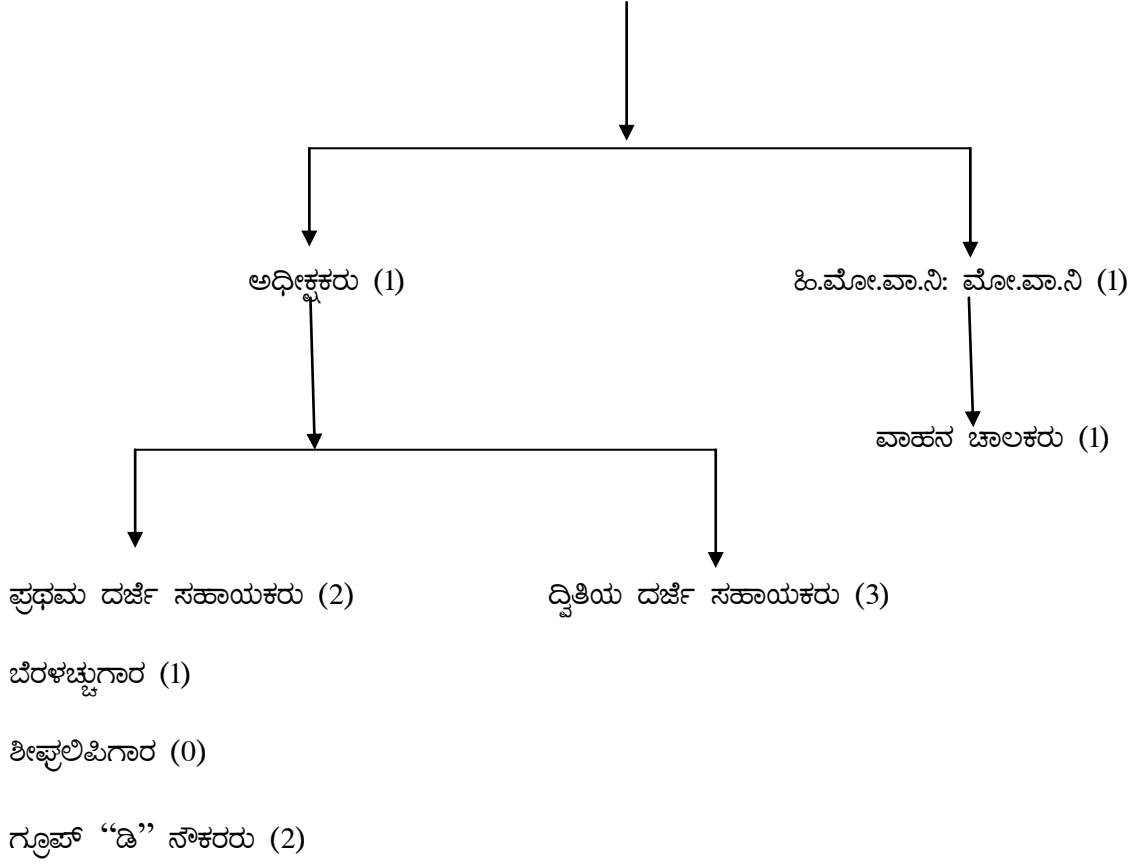 ಅಧೀಕ್ಷಕರು (1) ಹಿ.ಮೋ.ವಾ.ನಿ: ಮೋ.ವಾ.ನಿ (1)
ವಾಹನ ಚಾಲಕರು (1)
ಪ್ರಥಮ ದರ್ಜೆ ಸಹಾಯಕರು (2) ದ್ವಿತಿಯ ದರ್ಜೆ ಸಹಾಯಕರು (3)
ಬೆರಳಚ್ಚುಗಾರ (1)
ಶೀಘ್ರಲಿಪಿಗಾರ (0)
ಗ್ರೂಪ್ “ಡಿ” ನೌಕರರು (2)